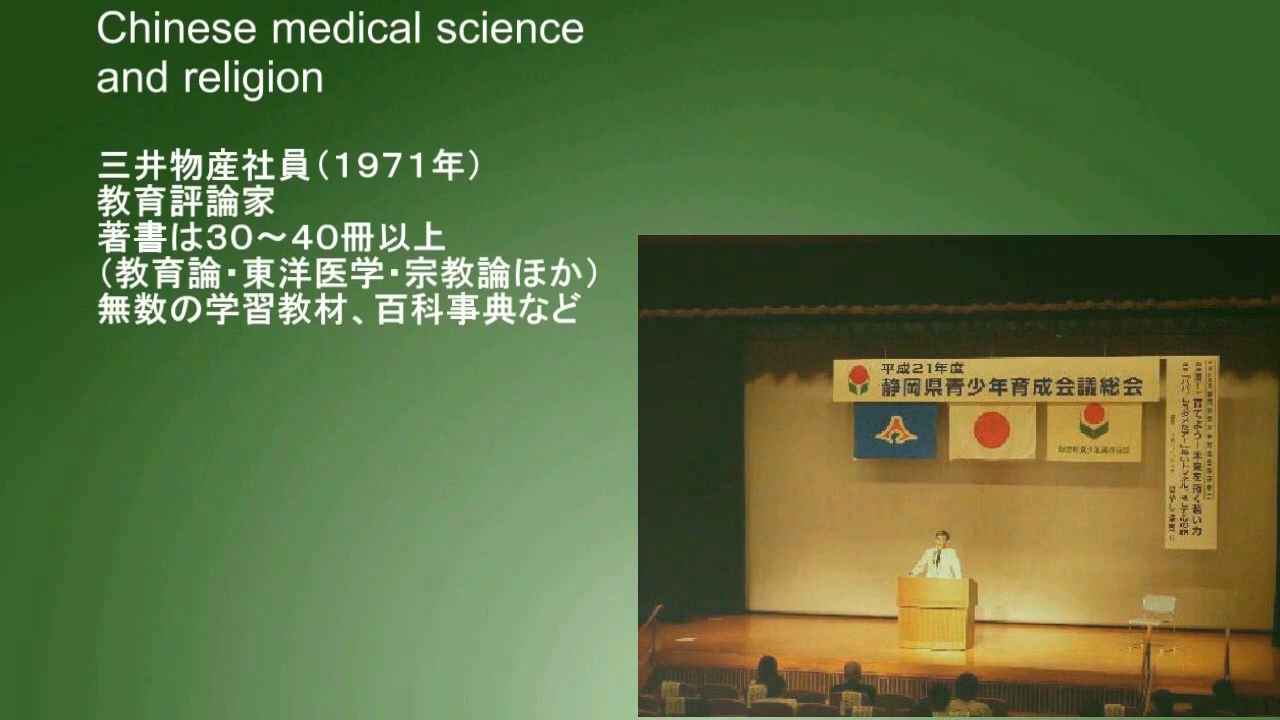 Chinese medical science
and religion
三井物産社員（１９７１年）
教育評論家
著書は３０～４０冊以上
（教育論・東洋医学・宗教論ほか）
無数の学習教材、百科事典など
平成21年度
静岡県青少年育成会議総会